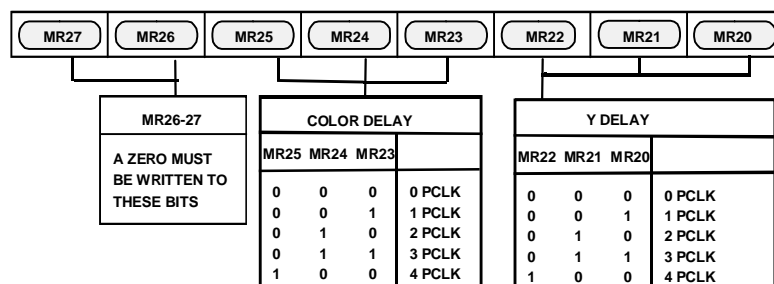 MR27 MR26 MR25 MR24 MR23 MR22 MR21 MR20
MR26-27
A ZERO MUST
BE WRITTEN TO
THESE BITS
COLOR DELAY
MR25 MR24 MR23
0 0 0 0 PCLK
0 0 1 1 PCLK
0 1 0 2 PCLK
0 1 1 3 PCLK
1 0 0 4 PCLK
Y DELAY
MR22 MR21 MR20
0 0 0 0 PCLK
0 0 1 1 PCLK
0 1 0 2 PCLK
0 1 1 3 PCLK
1 0 0 4 PCLK